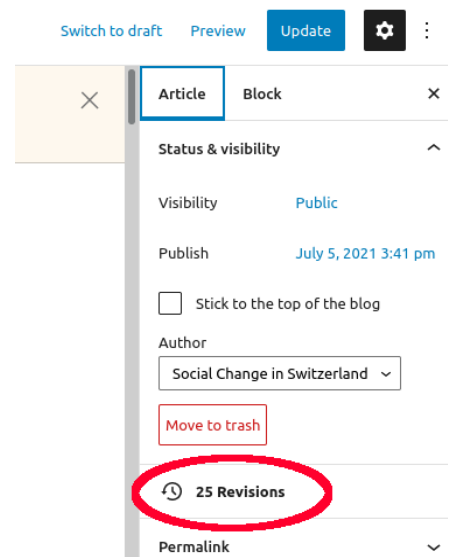 Switch to draft Preview Update
Article Block
Status & visibility
Visibility Public
Publish July 5, 2021 3:41 pm
Stick to the top of the blog
Author
Social Change in Switzerland
Move to trash
25 Revisions
Permalink